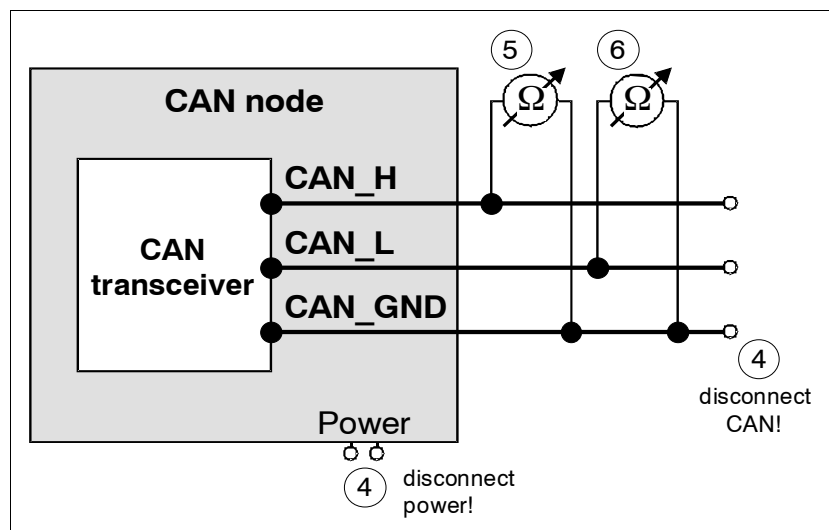 5
6
Ω
Ω
CAN node
CAN_H
CAN
transceiver
CAN_L
CAN_GND
4
disconnect
CAN!
Power
4
disconnect
power!